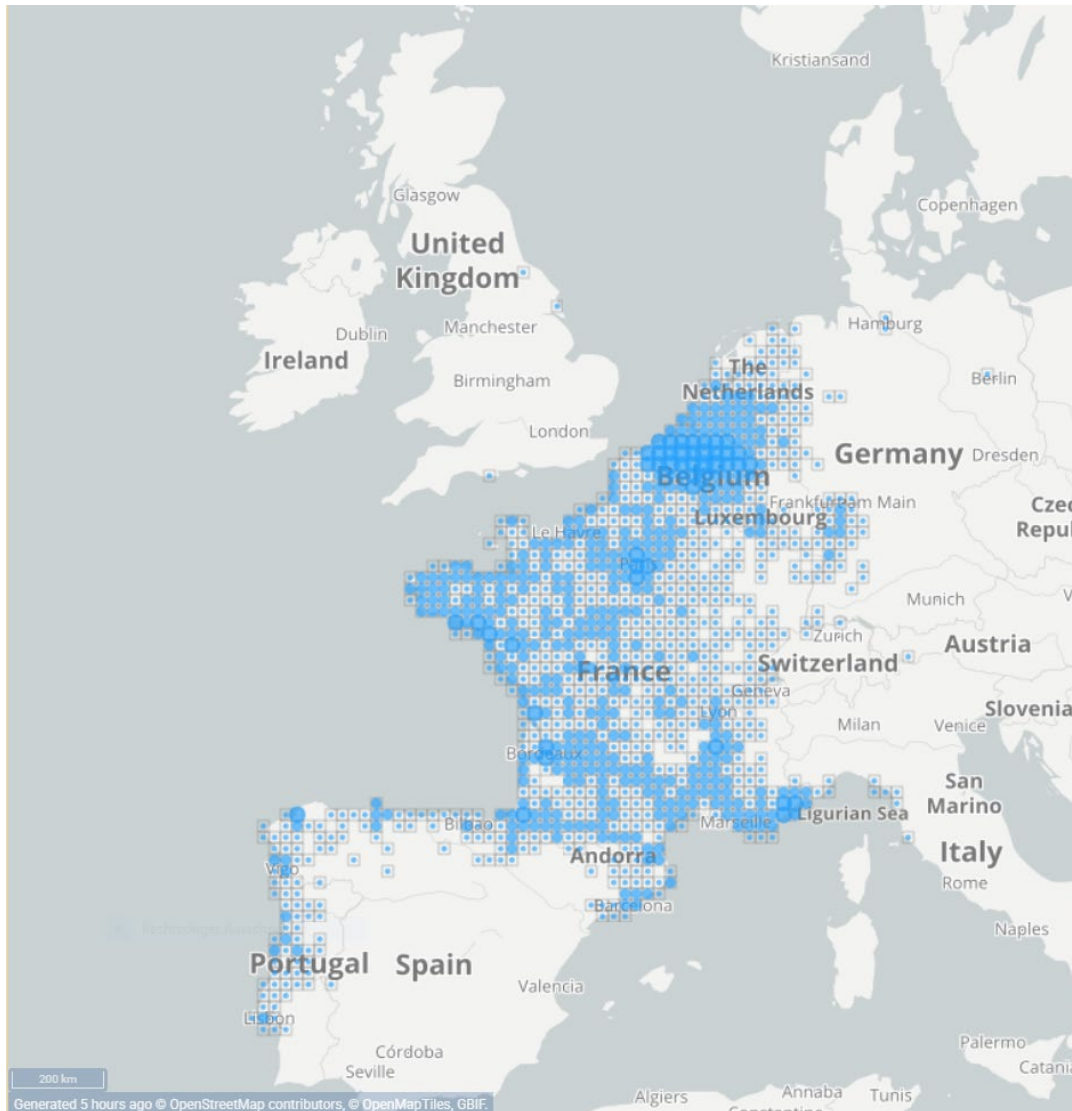 Kristiansand
Glasgow
Copenhagen
United
Kingdom
Dublin
Manchester
Hamburg
Ireland
The
Netherlands
Berlin
Birmingham
London
Germany
Dresden
Belgium
Frankfurt am Main
Luxembourg
Le Havre
Paris
Munich
Zurich
Austria
France
Switzerland
Geneva
Slovenia
Lyon
Milan
Venice
Bordeaux
San
Marino
Marseille
Ligurian Sea
Bilbao
Andorra
Italy
Vigo
Rome
Barcelona
Naples
Portugal
Spain
Valencia
Lisbon
Córdoba
Seville
Palermo
Algiers
Annaba
Tunis
200 km
Generated 5 hours ago © OpenStreetMap contributors, © OpenMapTiles, GBIF.